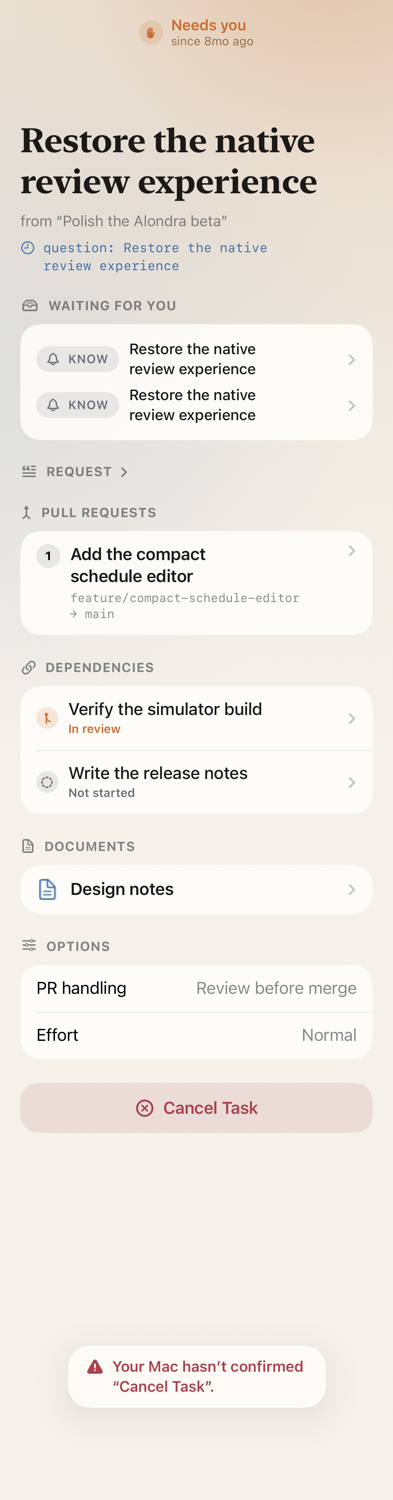 Needs you
since 8mo ago
Restore the native
review experience
from “Polish the Alondra beta”
question: Restore the native
review experience
WAITING FOR YOU
KNOW
Restore the native
review experience
KNOW
Restore the native
review experience
REQUEST
PULL REQUESTS
1
Add the compact
schedule editor
feature/compact-schedule-editor
→ main
DEPENDENCIES
Verify the simulator build
In review
Write the release notes
Not started
DOCUMENTS
Design notes
OPTIONS
PR handling
Review before merge
Effort
Normal
Cancel Task
Your Mac hasn’t confirmed
“Cancel Task”.